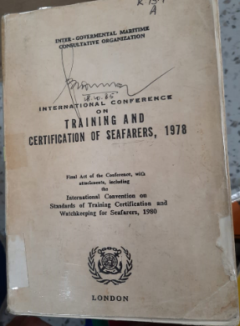 INTER-GOVERMENTAL MARITIME
CONSULTATIVE ORGANIZATION
INTERNATIONAL CONFERENCE
ON
TRAINING AND
CERTIFICATION OF SEAFARERS, 1978
Final Act of the Conference, with
attachments, including
the
International Convention on
Standards of Training Certification and
Watchkeeping for Seafarers, 1980
LONDON